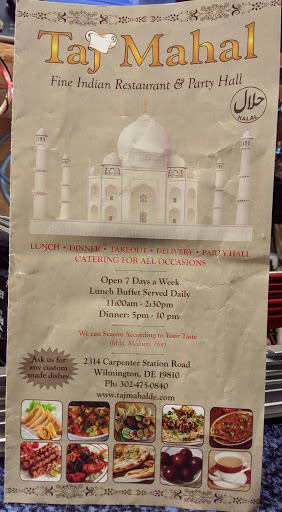 Taj Mahal
Fine Indian Restaurant & Party Hall
حلال
HALAL
LUNCH • DINNER • TAKEOUT • DELIVERY • PARTY HALL
CATERING FOR ALL OCCASIONS
Open 7 Days a Week
Lunch Buffet Served Daily
11:00am - 2:30pm
Dinner: 5pm - 10 pm
We can Season According to Your Taste
(Mild, Medium, Hot)
Ask us for
any custom
made dishes.
2314 Carpenter Station Road
Wilmington, DE 19810
Ph: 302-475-0840
www.tajmahalde.com